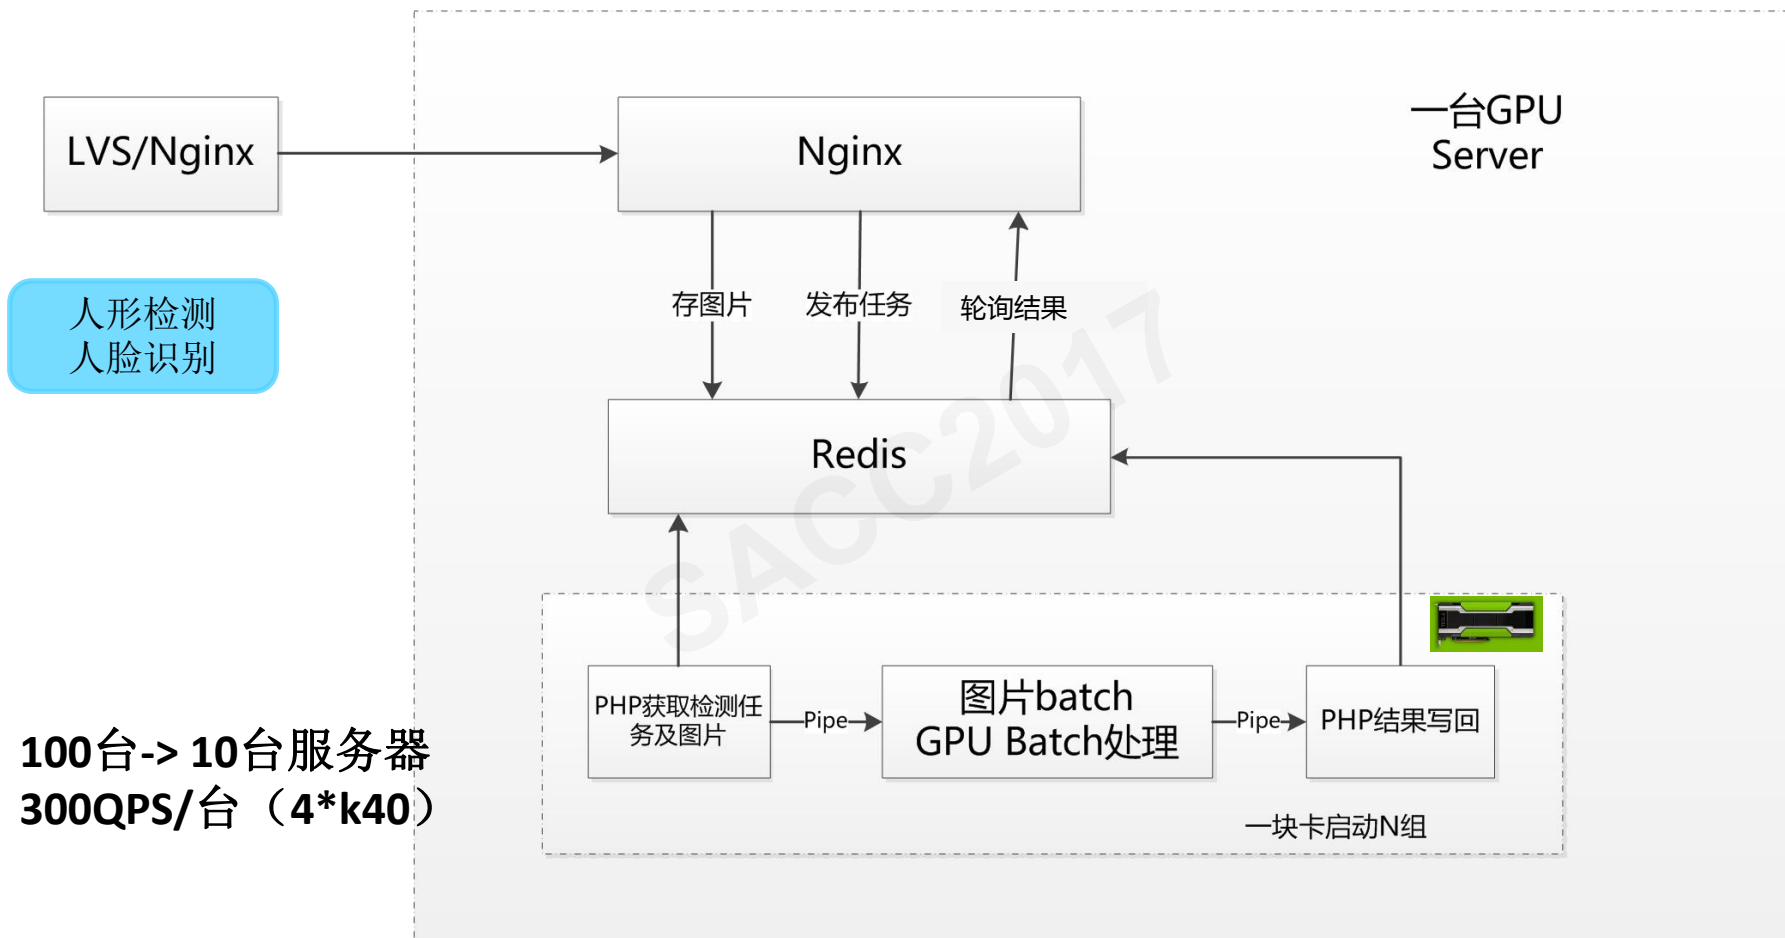 LVS/Nginx
Nginx
一台GPU
Server
人形检测
人脸识别
存图片
发布任务
轮询结果
Redis
SACC2017
PHP获取检测任
务及图片
Pipe
图片batch
GPU Batch处理
Pipe
PHP结果写回
100台-> 10台服务器
300QPS/台（4*k40）
一块卡启动N组